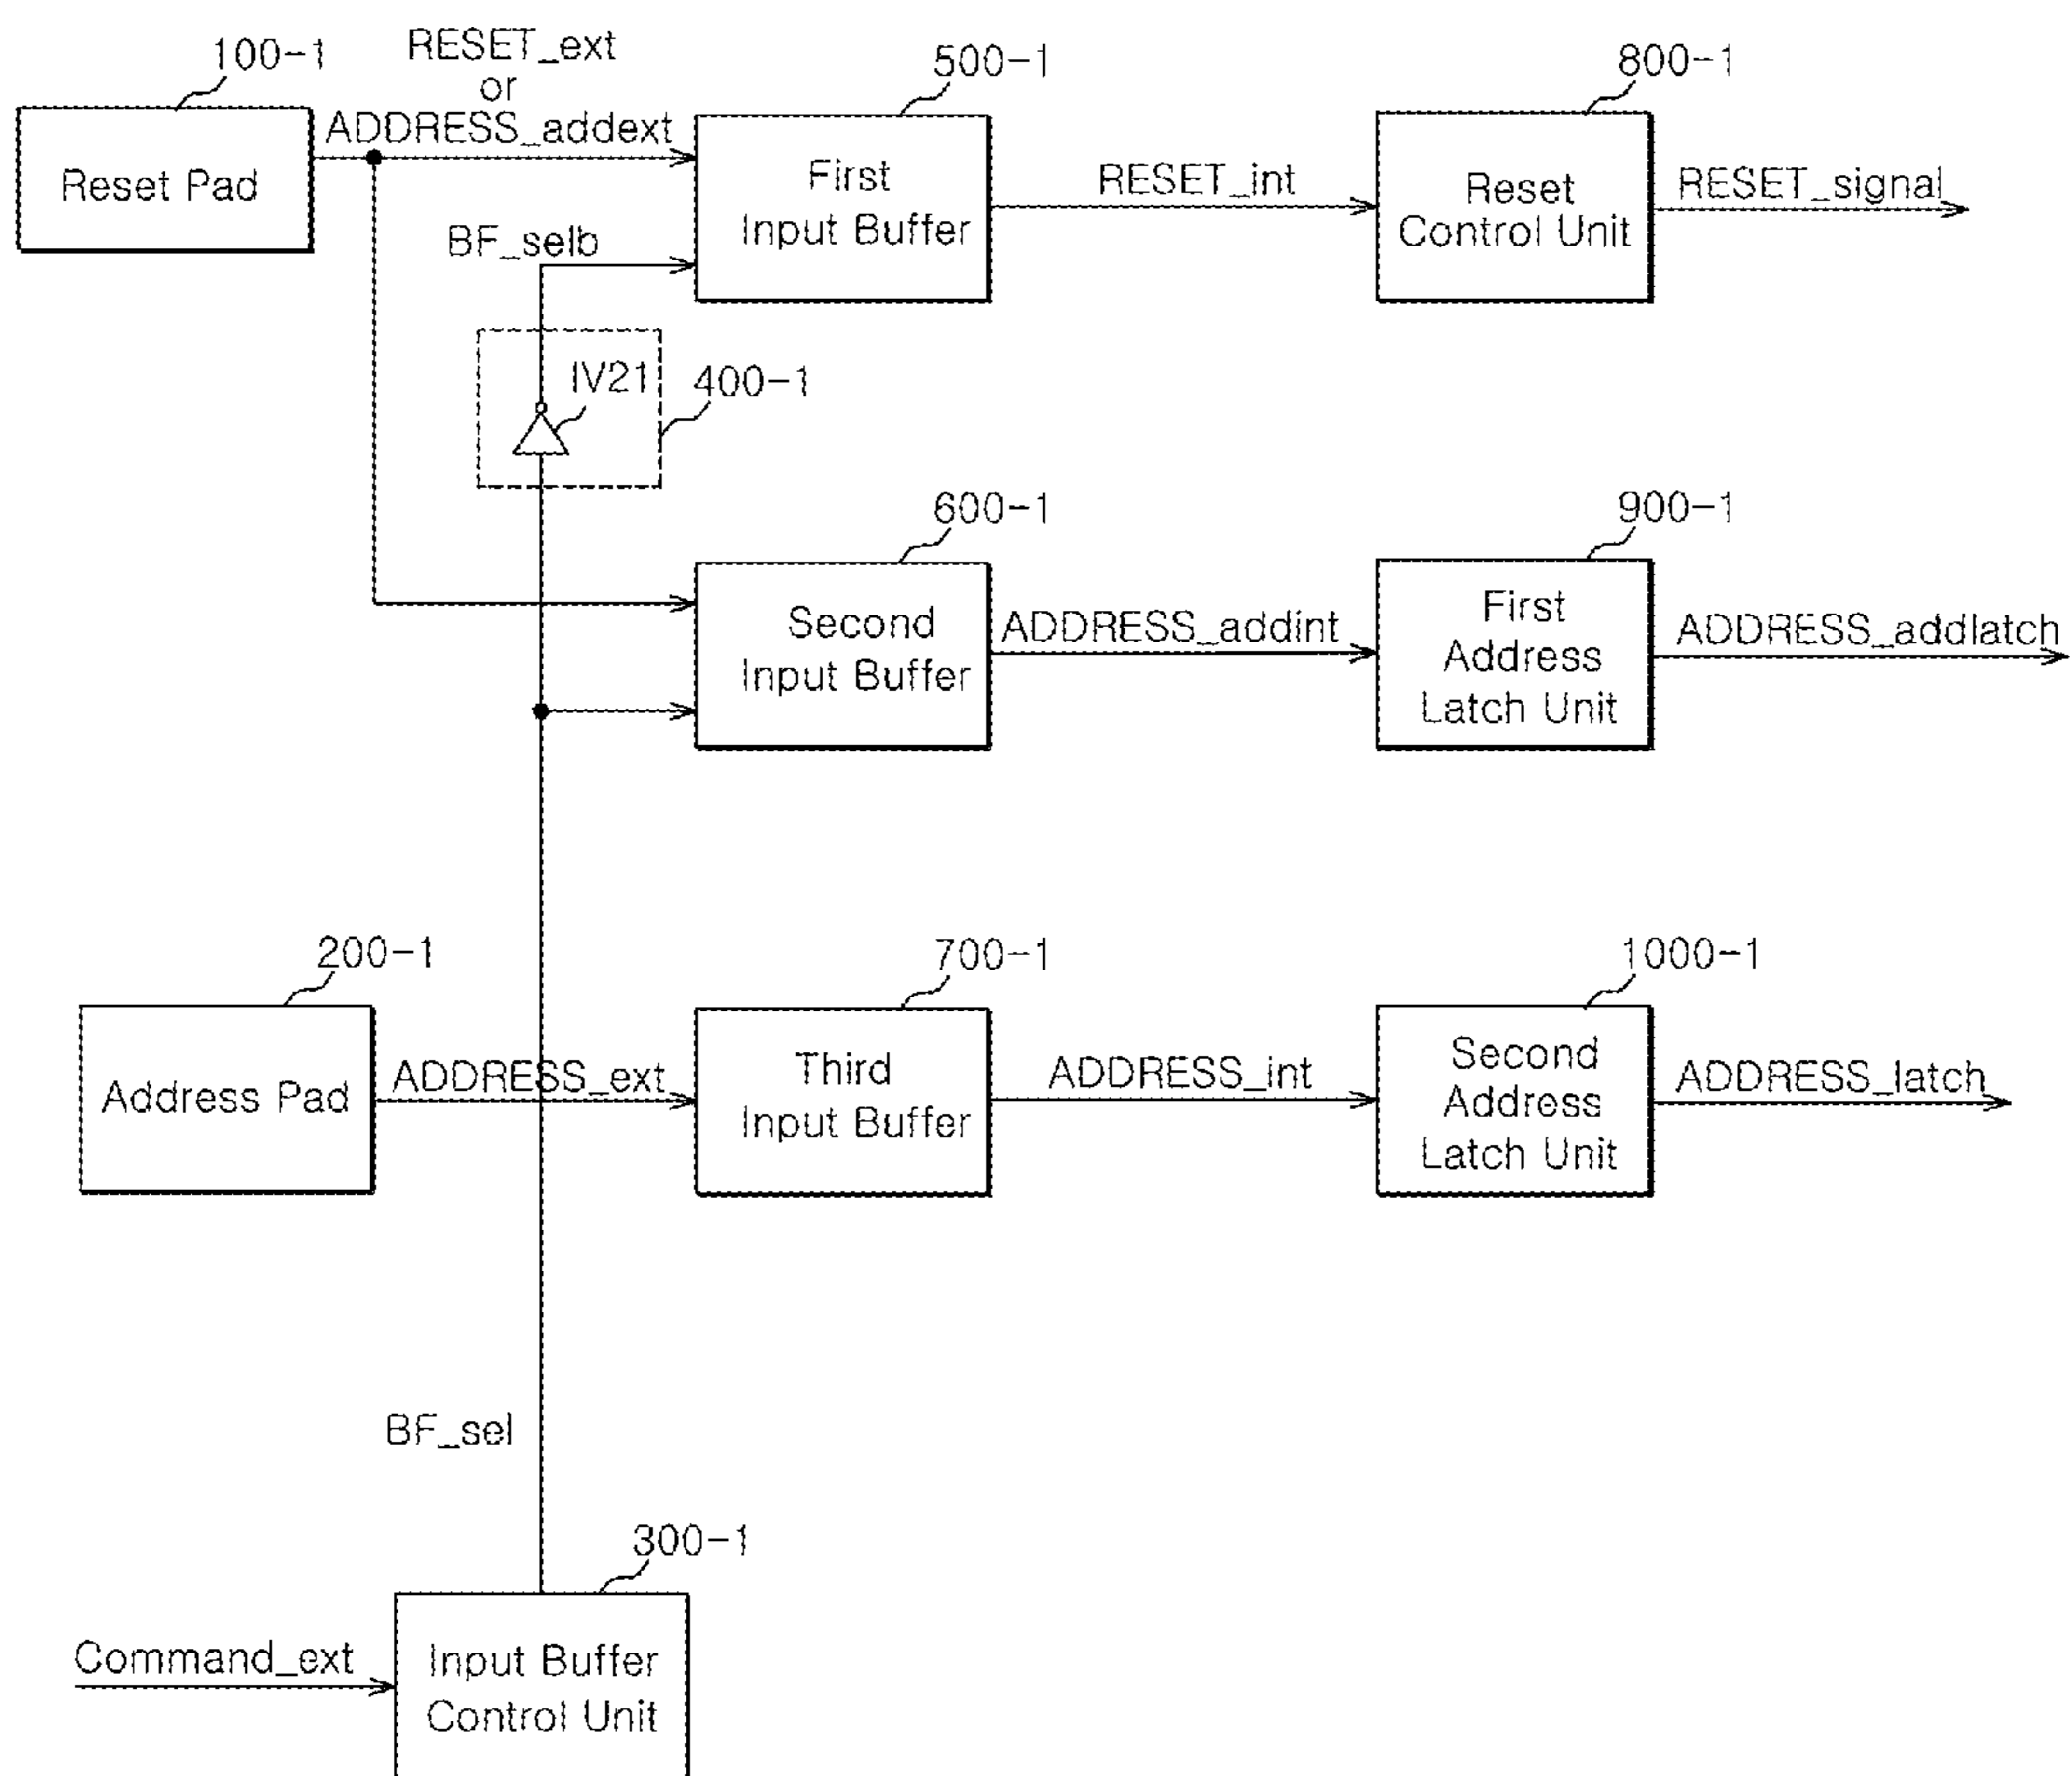 100-1
RESET_ext
or
ADDRESS_addext
500-1
800-1
Reset Pad
First
Input Buffer
RESET_int
Reset
Control Unit
RESET_signal
BF_selb
IV21
400-1
600-1
900-1
Second
Input Buffer
ADDRESS_addint
First
Address
Latch Unit
ADDRESS_addlatch
200-1
700-1
1000-1
Address Pad
ADDRESS_ext
Third
Input Buffer
ADDRESS_int
Second
Address
Latch Unit
ADDRESS_latch
BF_sel
300-1
Command_ext
Input Buffer
Control Unit